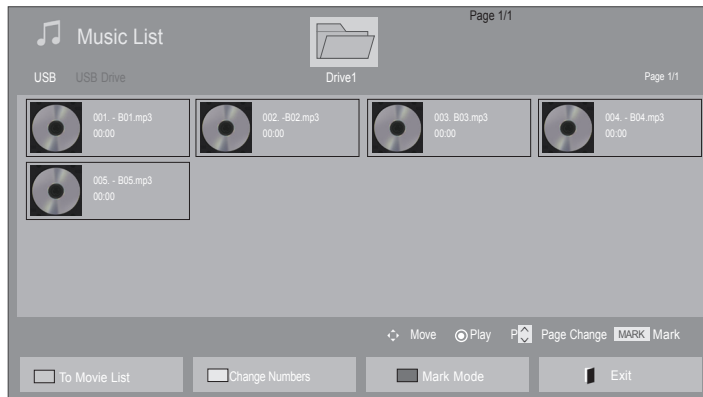 Page 1/1
Music List
USB USB Drive Drive1 Page 1/1
001. - B01.mp3
00:00
002. -B02.mp3
00:00
003. B03.mp3
00:00
004. - B04.mp3
00:00
005. - B05.mp3
00:00
Move Play P Page Change MARK Mark
To Movie List Change Numbers Mark Mode Exit